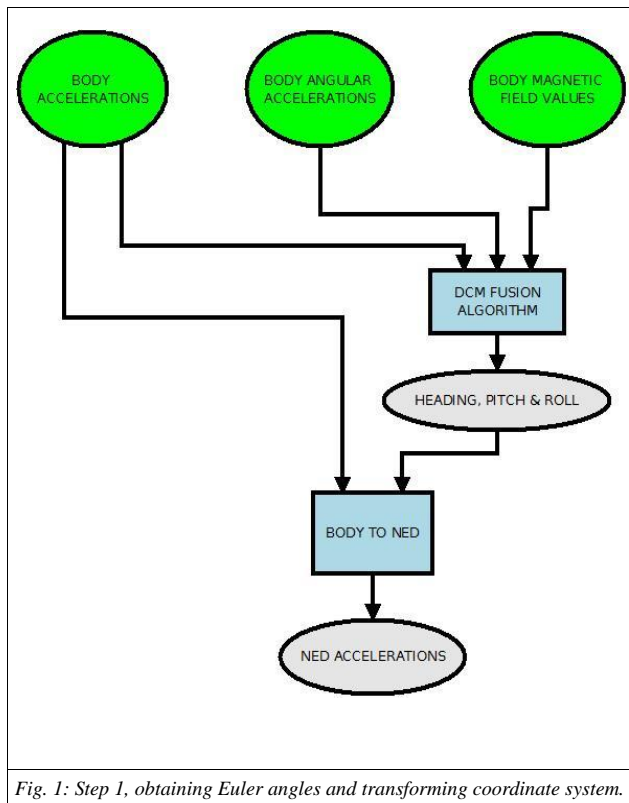 BODY
ACCELERATIONS
BODY ANGULAR
ACCELERATIONS
BODY MAGNETIC
FIELD VALUES
DCM FUSION
ALGORITHM
HEADING, PITCH & ROLL
BODY TO NED
NED ACCELERATIONS
Fig. 1: Step 1, obtaining Euler angles and transforming coordinate system.